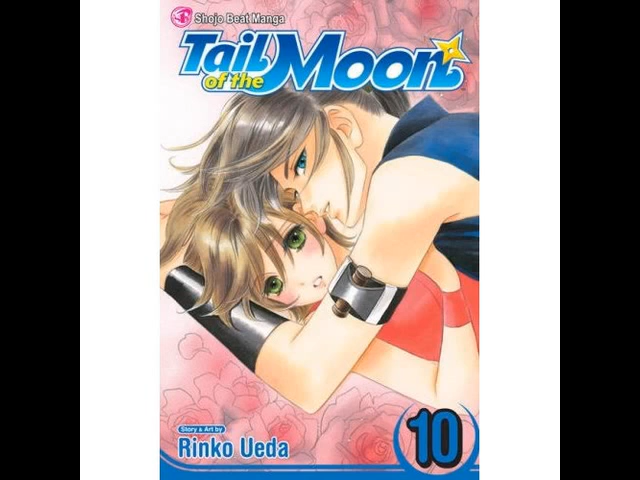 Shojo Beat Manga
Tail
of the
Moon
Story & Art by
Rinko Ueda
10